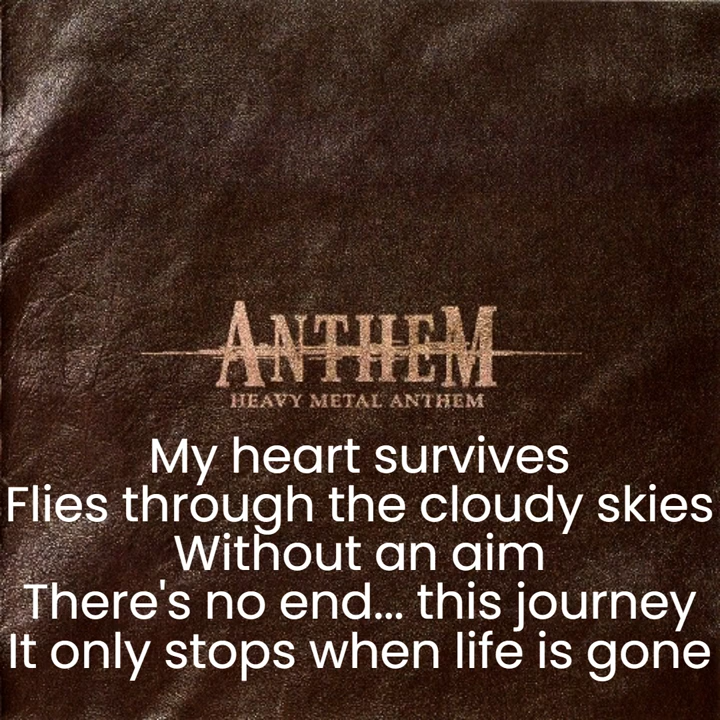 ANTHEM
HEAVY METAL ANTHEM
My heart survives
Flies through the cloudy skies
Without an aim
There's no end... this journey
It only stops when life is gone